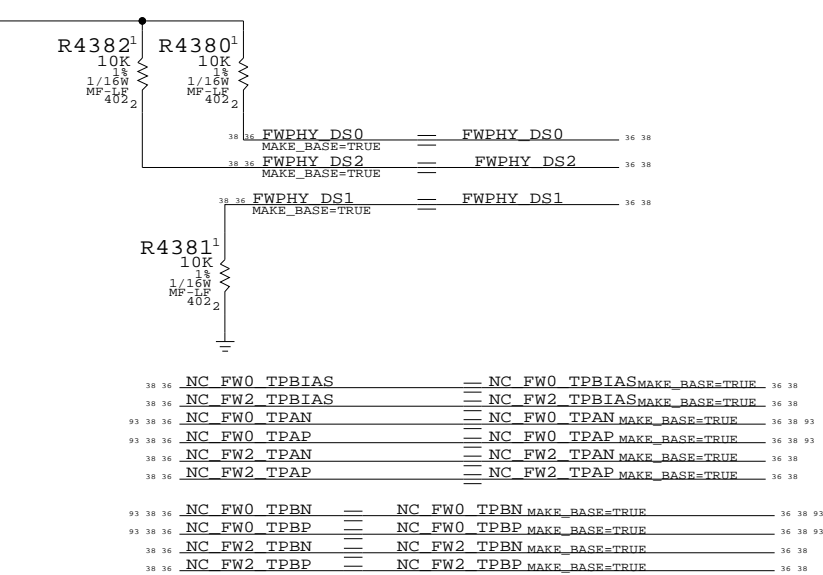 R4382 1 R4380 1
10K 10K
1% 1%
1/16W 1/16W
MF-LF MF-LF
402 2 402 2
38 36 FWPHY_DS0 FWPHY_DS0 36 38
MAKE_BASE=TRUE
38 36 FWPHY_DS2 FWPHY_DS2 36 38
MAKE_BASE=TRUE
38 36 FWPHY_DS1 FWPHY_DS1 36 38
MAKE_BASE=TRUE
R4381 1
10K
1%
1/16W
MF-LF
402 2
38 36 NC_FW0_TPBIAS NC_FW0_TPBIAS MAKE_BASE=TRUE 36 38
38 36 NC_FW2_TPBIAS NC_FW2_TPBIAS MAKE_BASE=TRUE 36 38
93 38 36 NC_FW0_TPAN NC_FW0_TPAN MAKE_BASE=TRUE 36 38 93
93 38 36 NC_FW0_TPAP NC_FW0_TPAP MAKE_BASE=TRUE 36 38 93
38 36 NC_FW2_TPAN NC_FW2_TPAN MAKE_BASE=TRUE 36 38
38 36 NC_FW2_TPAP NC_FW2_TPAP MAKE_BASE=TRUE 36 38
93 38 36 NC_FW0_TPBN NC_FW0_TPBN MAKE_BASE=TRUE 36 38 93
93 38 36 NC_FW0_TPBP NC_FW0_TPBP MAKE_BASE=TRUE 36 38 93
38 36 NC_FW2_TPBN NC_FW2_TPBN MAKE_BASE=TRUE 36 38
38 36 NC_FW2_TPBP NC_FW2_TPBP MAKE_BASE=TRUE 36 38